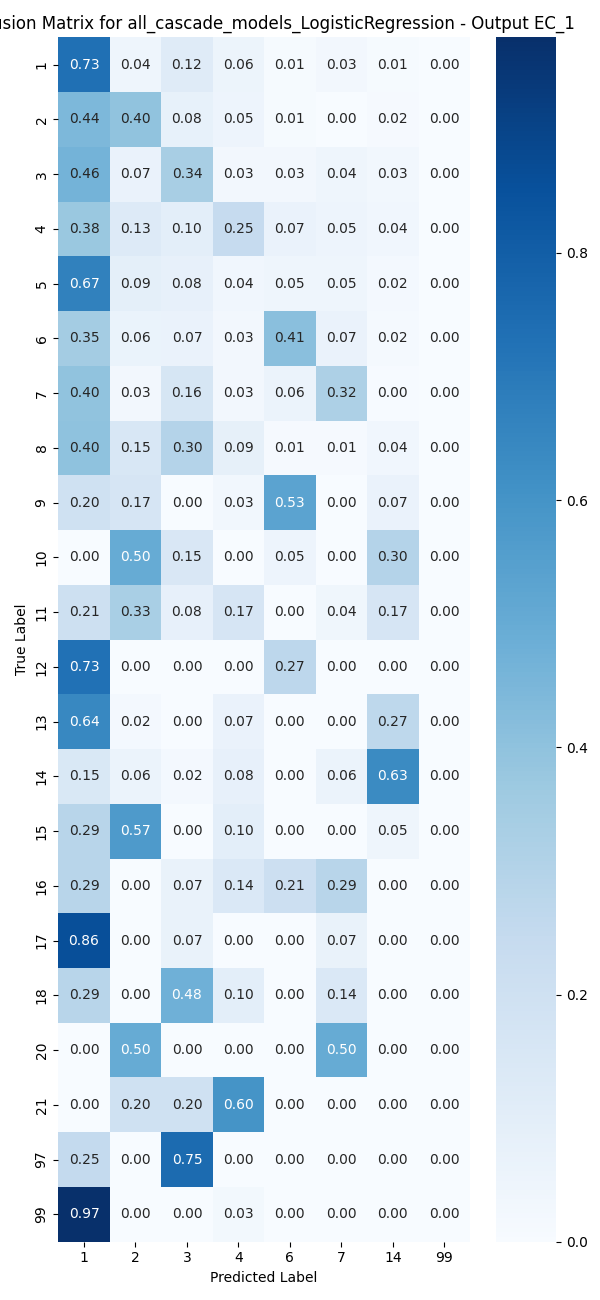 usion Matrix for all_cascade_models_LogisticRegression - Output EC_1
1 0.73 0.04 0.12 0.06 0.01 0.03 0.01 0.00
2 0.44 0.40 0.08 0.05 0.01 0.00 0.02 0.00
3 0.46 0.07 0.34 0.03 0.03 0.04 0.03 0.00
4 0.38 0.13 0.10 0.25 0.07 0.05 0.04 0.00
5 0.67 0.09 0.08 0.04 0.05 0.05 0.02 0.00
6 0.35 0.06 0.07 0.03 0.41 0.07 0.02 0.00
7 0.40 0.03 0.16 0.03 0.06 0.32 0.00 0.00
8 0.40 0.15 0.30 0.09 0.01 0.01 0.04 0.00
9 0.20 0.17 0.00 0.03 0.53 0.00 0.07 0.00
10 0.00 0.50 0.15 0.00 0.05 0.00 0.30 0.00
11 0.21 0.33 0.08 0.17 0.00 0.04 0.17 0.00
12 0.73 0.00 0.00 0.00 0.27 0.00 0.00 0.00
13 0.64 0.02 0.00 0.07 0.00 0.00 0.27 0.00
14 0.15 0.06 0.02 0.08 0.00 0.06 0.63 0.00
15 0.29 0.57 0.00 0.10 0.00 0.00 0.05 0.00
16 0.29 0.00 0.07 0.14 0.21 0.29 0.00 0.00
17 0.86 0.00 0.07 0.00 0.00 0.07 0.00 0.00
18 0.29 0.00 0.48 0.10 0.00 0.14 0.00 0.00
20 0.00 0.50 0.00 0.00 0.00 0.50 0.00 0.00
21 0.00 0.20 0.20 0.60 0.00 0.00 0.00 0.00
97 0.25 0.00 0.75 0.00 0.00 0.00 0.00 0.00
99 0.97 0.00 0.00 0.03 0.00 0.00 0.00 0.00
1 2 3 4 6 7 14 99
Predicted Label
True Label
0.8
0.6
0.4
0.2
0.0